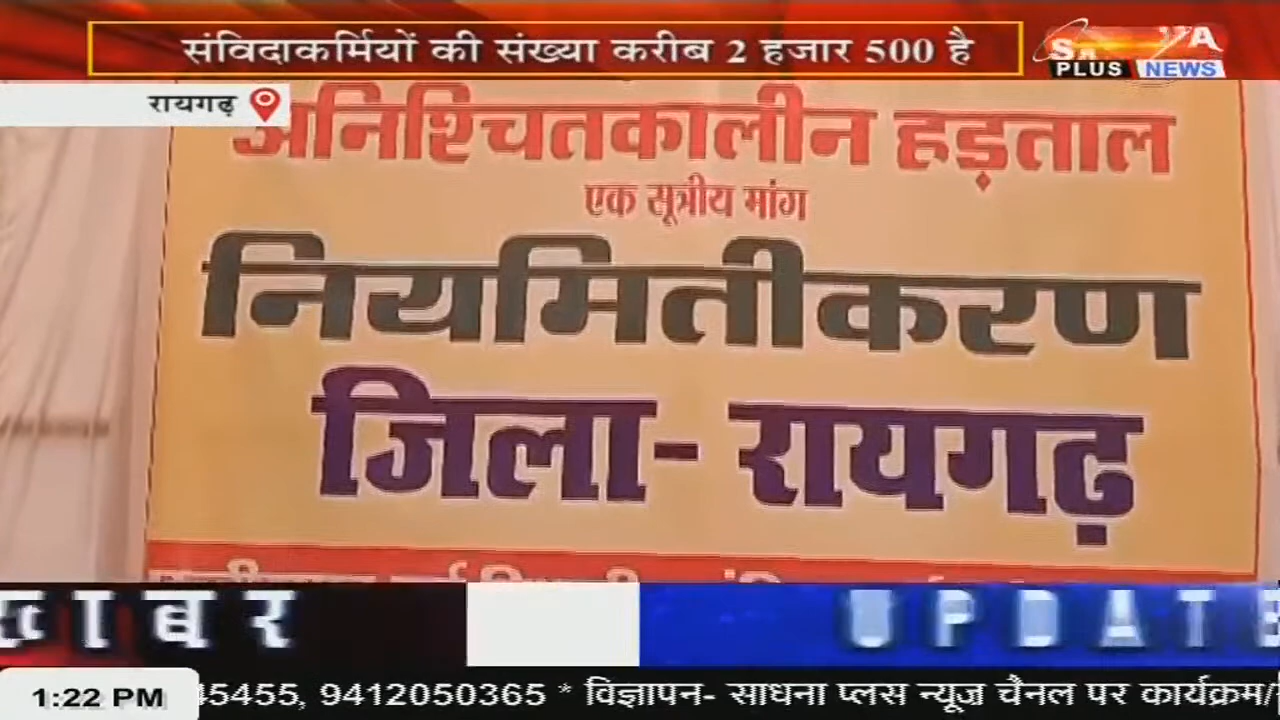 संविदाकर्मियों की संख्या करीब 2 हजार 500 है
PLUS NEWS
रायगढ़
अनिश्चितकालीन हड़ताल
एक सूत्रीय मांग
नियमितीकरण
जिला- रायगढ़
खबर
UPDATE
1:22 PM
45455, 9412050365 * विज्ञापन- साधना प्लस न्यूज़ चैनल पर कार्यक्रम/